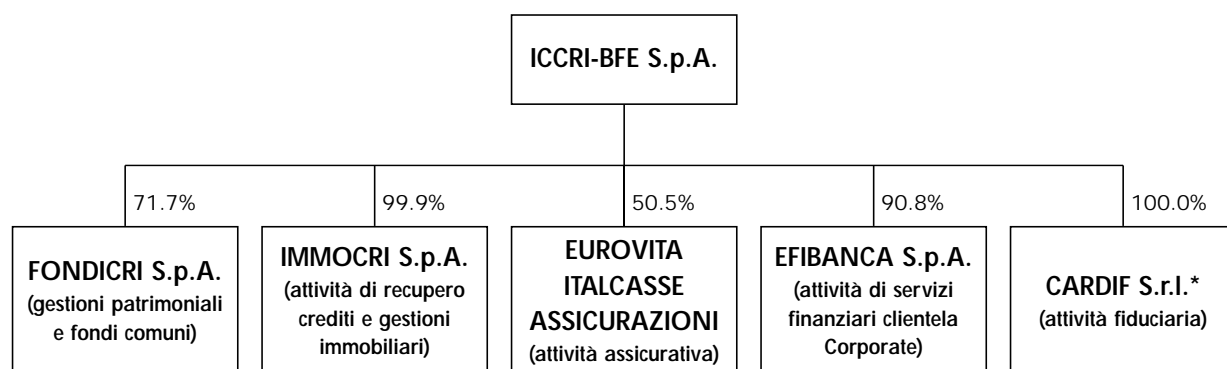 ICCRI-BFE S.p.A.
71.7%
99.9%
50.5%
90.8%
100.0%
FONDICRI S.p.A.
(gestioni patrimoniali
e fondi comuni)
IMMOCRI S.p.A.
(attività di recupero
crediti e gestioni
immobiliari)
EUROVITA
ITALCASSE
ASSICURAZIONI
(attività assicurativa)
EFIBANCA S.p.A.
(attività di servizi
finanziari clientela
Corporate)
CARDIF S.r.l.*
(attività fiduciaria)